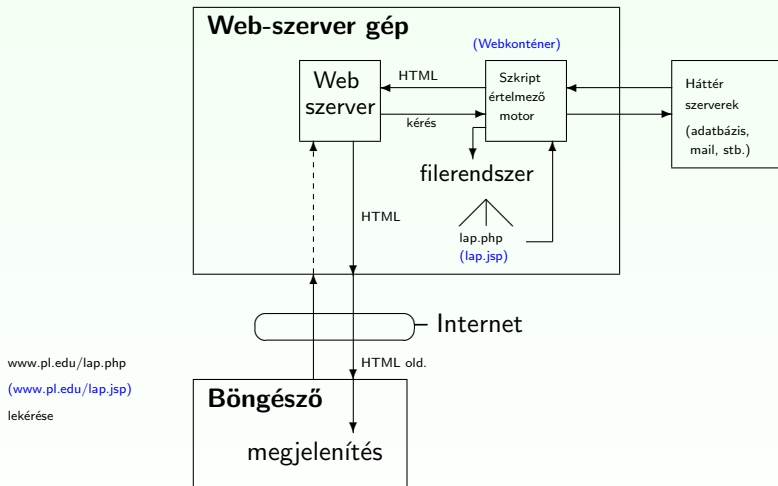 Web-szerver gép
(Webkonténer)
Web
szerver
HTML
kérés
Szkript
értelmező
motor
Háttér
szerverek
(adatbázis,
mail, stb.)
filerendszer
lap.php
(lap.jsp)
HTML
Internet
www.pl.edu/lap.php
(www.pl.edu/lap.jsp)
lekérése
HTML old.
Böngésző
megjelenítés